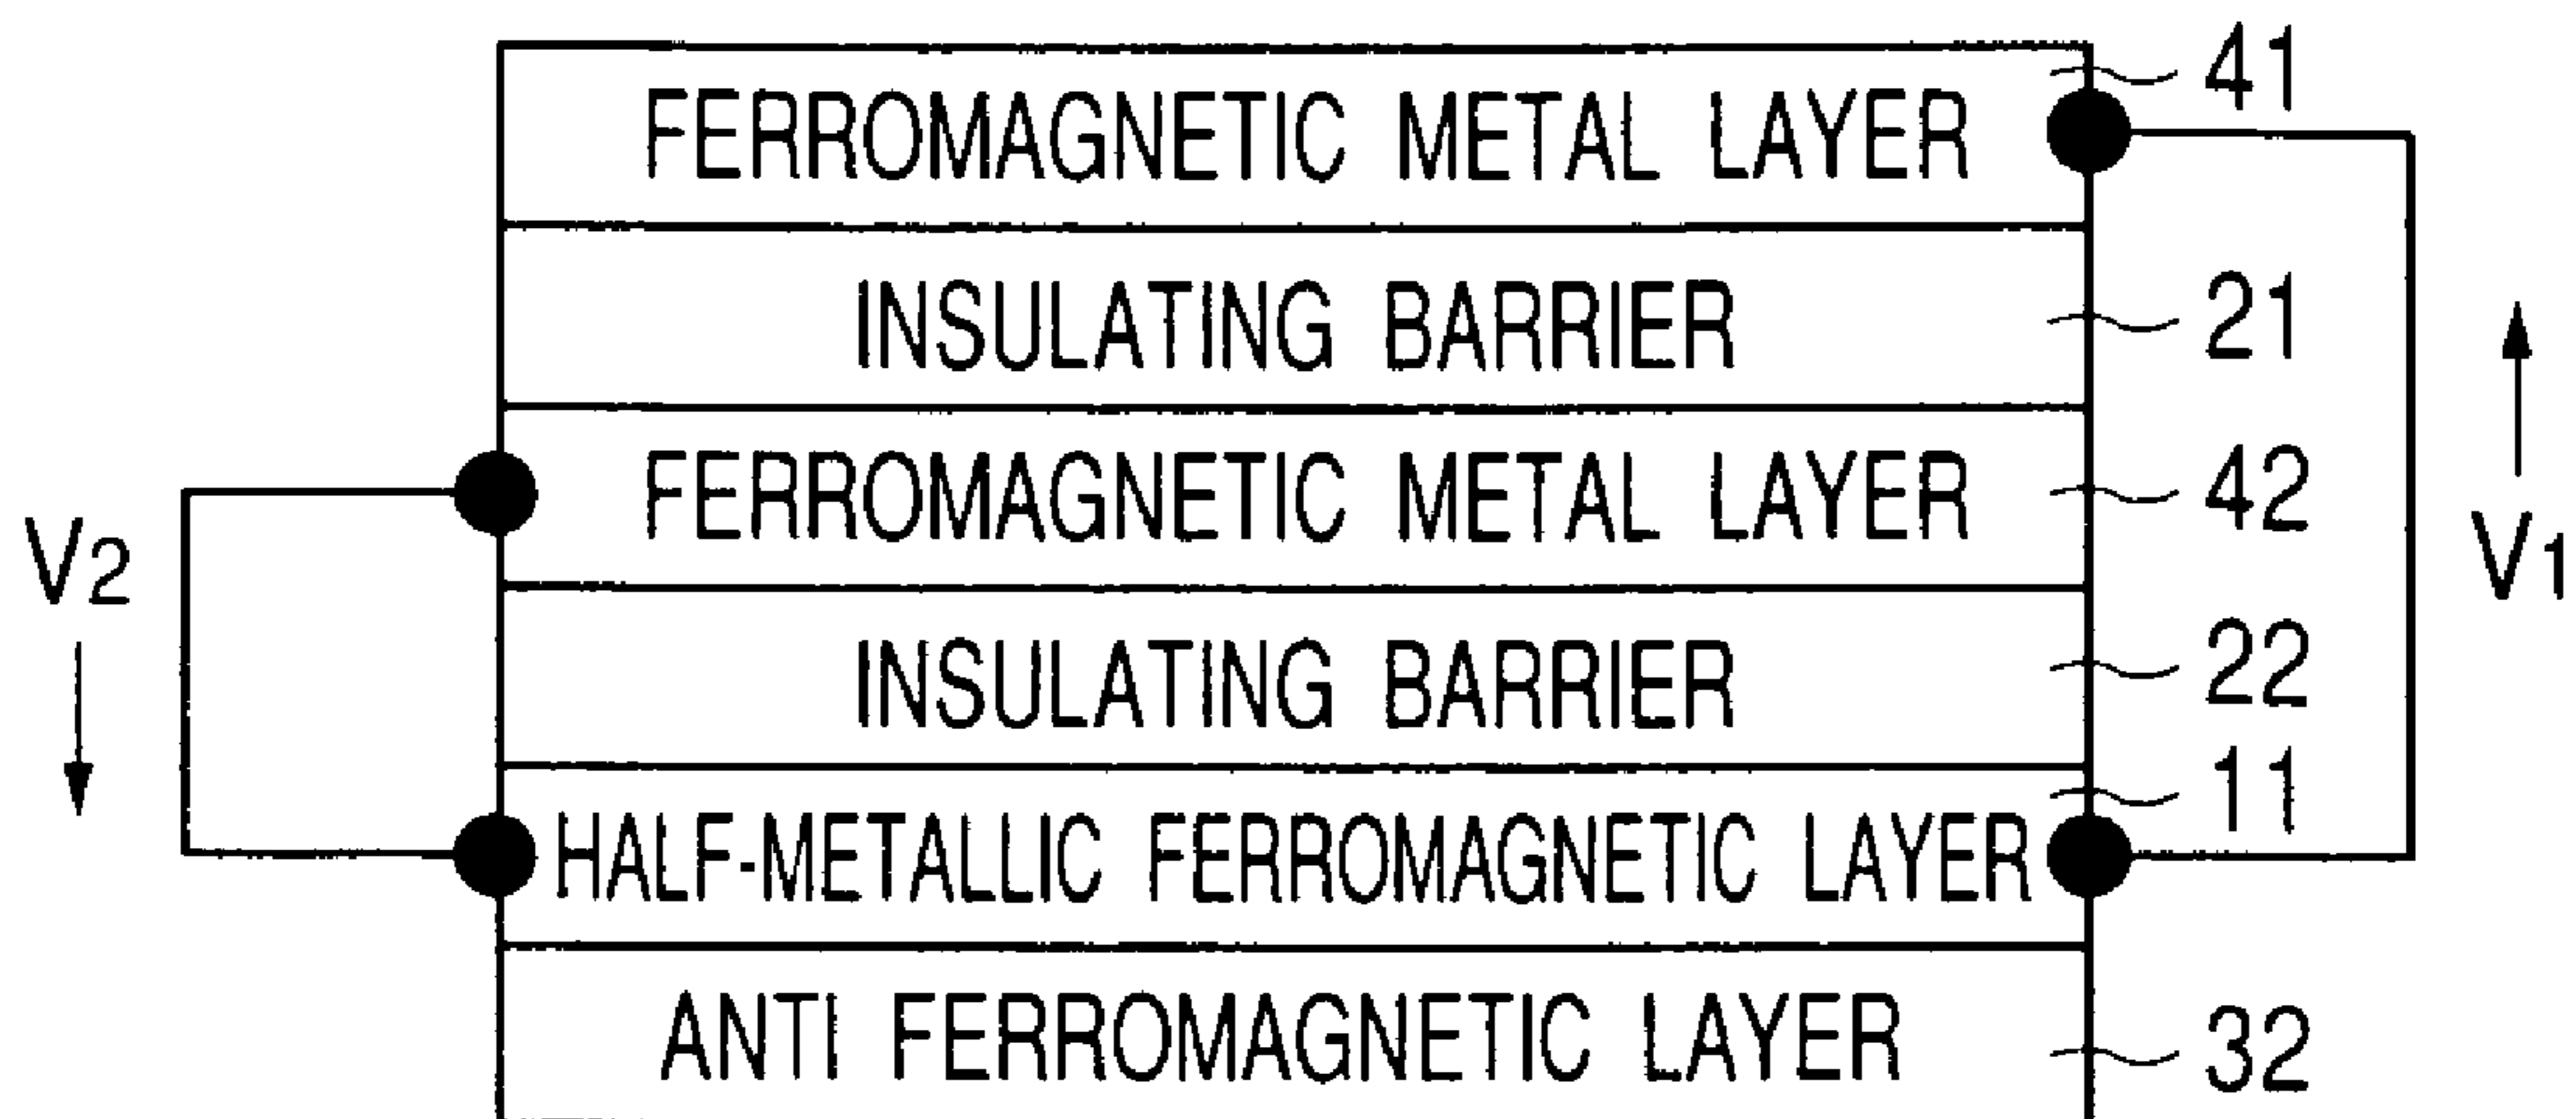 FERROMAGNETIC METAL LAYER
41
INSULATING BARRIER
21
FERROMAGNETIC METAL LAYER
42
V2
V1
INSULATING BARRIER
22
HALF-METALLIC FERROMAGNETIC LAYER
11
ANTI FERROMAGNETIC LAYER
32